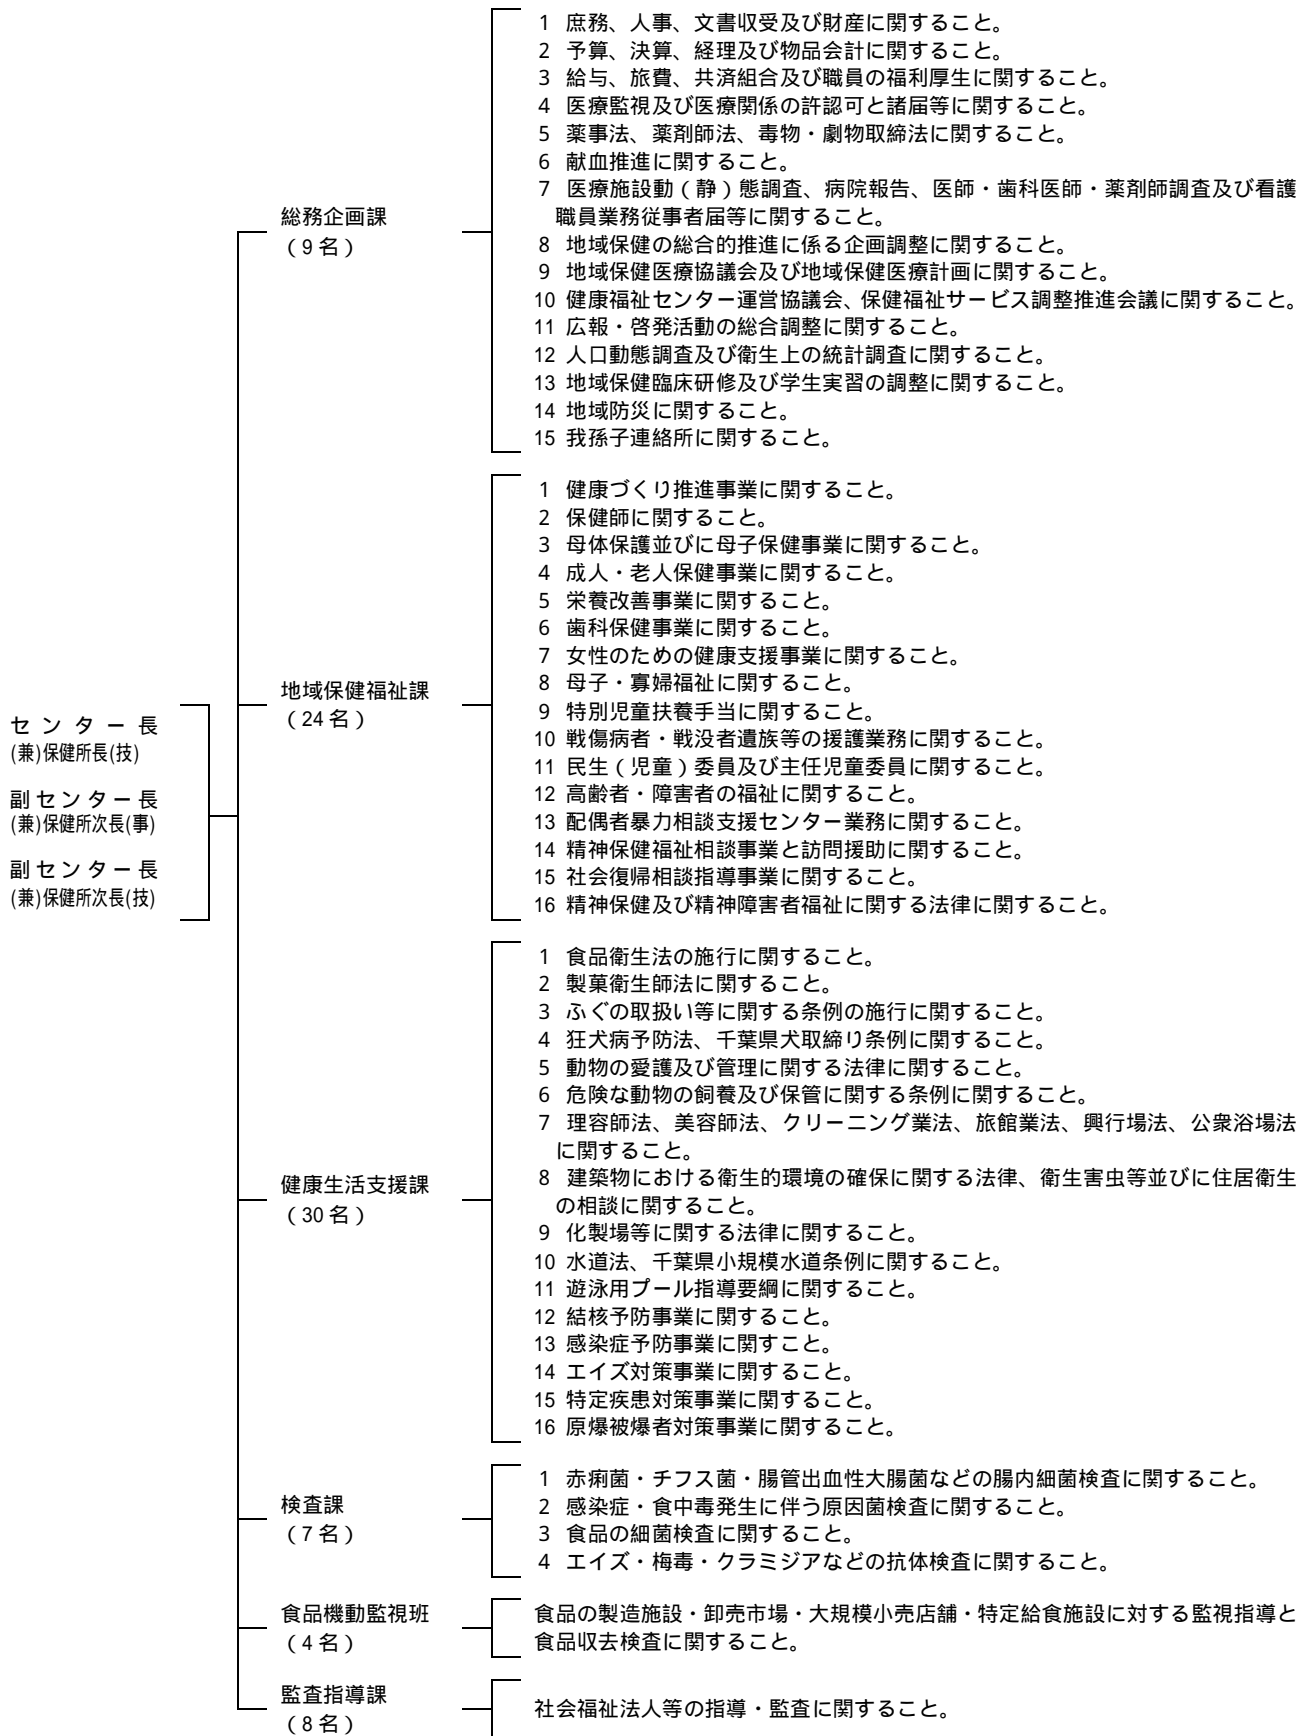 センター長
(兼)保健所長(技)
副センター長
(兼)保健所次長(事)
副センター長
(兼)保健所次長(技)
総務企画課
(9名)
1 庶務、人事、文書収受及び財産に関すること。
2 予算、決算、経理及び物品会計に関すること。
3 給与、旅費、共済組合及び職員の福利厚生に関すること。
4 医療監視及び医療関係の許認可と諸届等に関すること。
5 薬事法、薬剤師法、毒物・劇物取締法に関すること。
6 献血推進に関すること。
7 医療施設動(静)態調査、病院報告、医師・歯科医師・薬剤師調査及び看護
職員業務従事者届等に関すること。
8 地域保健の総合的推進に係る企画調整に関すること。
9 地域保健医療協議会及び地域保健医療計画に関すること。
10 健康福祉センター運営協議会、保健福祉サービス調整推進会議に関すること。
11 広報・啓発活動の総合調整に関すること。
12 人口動態調査及び衛生上の統計調査に関すること。
13 地域保健臨床研修及び学生実習の調整に関すること。
14 地域防災に関すること。
15 我孫子連絡所に関すること。
地域保健福祉課
(24名)
1 健康づくり推進事業に関すること。
2 保健師に関すること。
3 母体保護並びに母子保健事業に関すること。
4 成人・老人保健事業に関すること。
5 栄養改善事業に関すること。
6 歯科保健事業に関すること。
7 女性のための健康支援事業に関すること。
8 母子・寡婦福祉に関すること。
9 特別児童扶養手当に関すること。
10 戦傷病者・戦没者遺族等の援護業務に関すること。
11 民生(児童)委員及び主任児童委員に関すること。
12 高齢者・障害者の福祉に関すること。
13 配偶者暴力相談支援センター業務に関すること。
14 精神保健福祉相談事業と訪問援助に関すること。
15 社会復帰相談指導事業に関すること。
16 精神保健及び精神障害者福祉に関する法律に関すること。
健康生活支援課
(30名)
1 食品衛生法の施行に関すること。
2 製菓衛生師法に関すること。
3 ふぐの取扱い等に関する条例の施行に関すること。
4 狂犬病予防法、千葉県犬取締り条例に関すること。
5 動物の愛護及び管理に関する法律に関すること。
6 危険な動物の飼養及び保管に関する条例に関すること。
7 理容師法、美容師法、クリーニング業法、旅館業法、興行場法、公衆浴場法
に関すること。
8 建築物における衛生的環境の確保に関する法律、衛生害虫等並びに住居衛生
の相談に関すること。
9 化製場等に関する法律に関すること。
10 水道法、千葉県小規模水道条例に関すること。
11 遊泳用プール指導要綱に関すること。
12 結核予防事業に関すること。
13 感染症予防事業に関すこと。
14 エイズ対策事業に関すること。
15 特定疾患対策事業に関すること。
16 原爆被爆者対策事業に関すること。
検査課
(7名)
1 赤痢菌・チフス菌・腸管出血性大腸菌などの腸内細菌検査に関すること。
2 感染症・食中毒発生に伴う原因菌検査に関すること。
3 食品の細菌検査に関すること。
4 エイズ・梅毒・クラミジアなどの抗体検査に関すること。
食品機動監視班
(4名)
食品の製造施設・卸売市場・大規模小売店舗・特定給食施設に対する監視指導と
食品収去検査に関すること。
監査指導課
(8名)
社会福祉法人等の指導・監査に関すること。